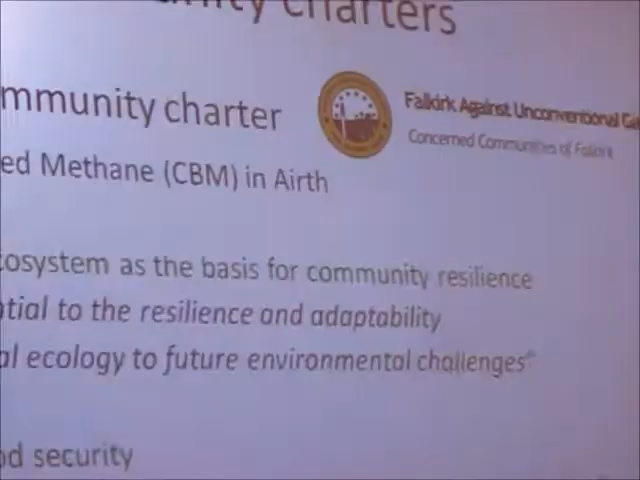 charters
mmunity charter
Falkirk Against Unconventional Ga
Concerned Communities of Falkirk
ed Methane (CBM) in Airth
cosystem as the basis for community resilience
tial to the resilience and adaptability
al ecology to future environmental challenges"
od security